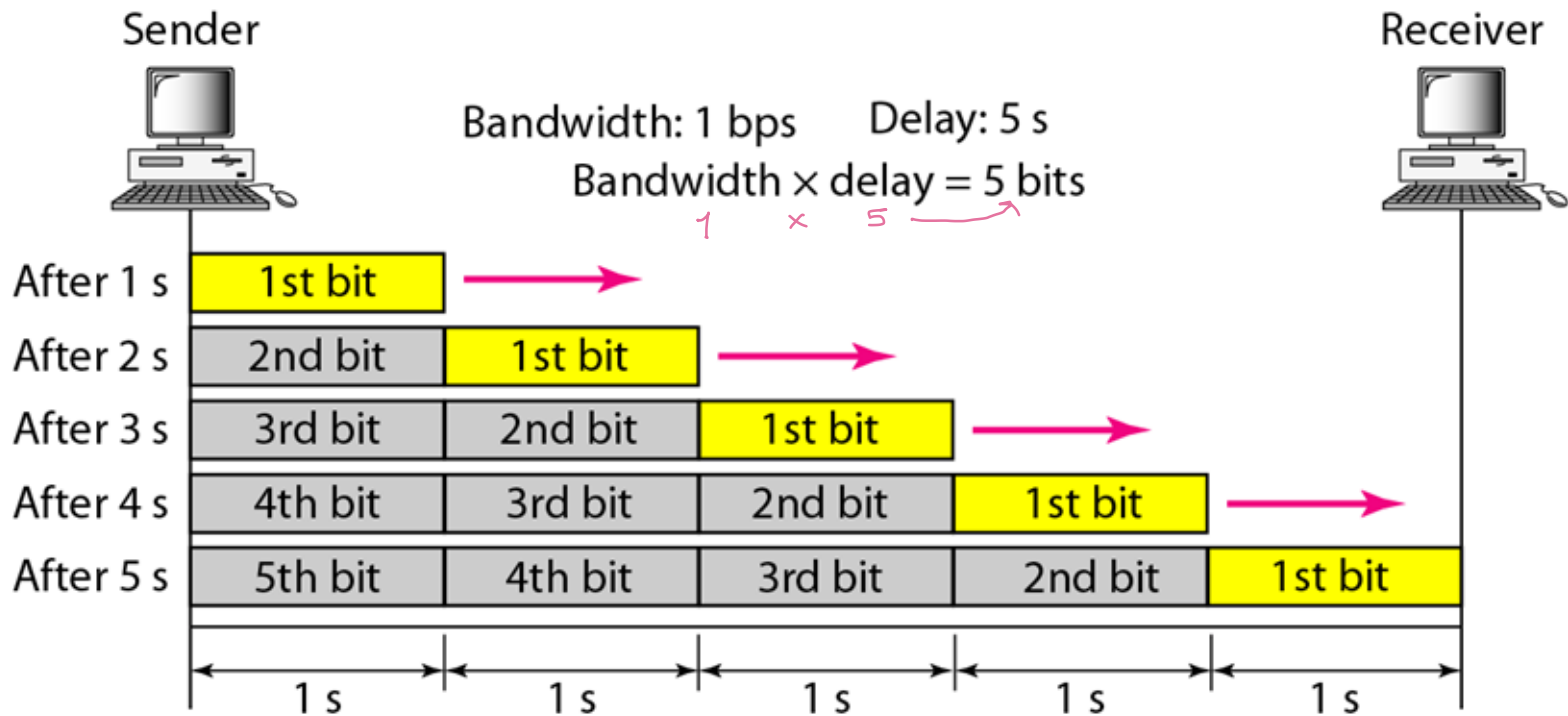 Sender
Receiver
Bandwidth: 1 bps Delay: 5 s
Bandwidth × delay = 5 bits
1 × 5
After 1 s 1st bit
After 2 s 2nd bit 1st bit
After 3 s 3rd bit 2nd bit 1st bit
After 4 s 4th bit 3rd bit 2nd bit 1st bit
After 5 s 5th bit 4th bit 3rd bit 2nd bit 1st bit
1 s 1 s 1 s 1 s 1 s